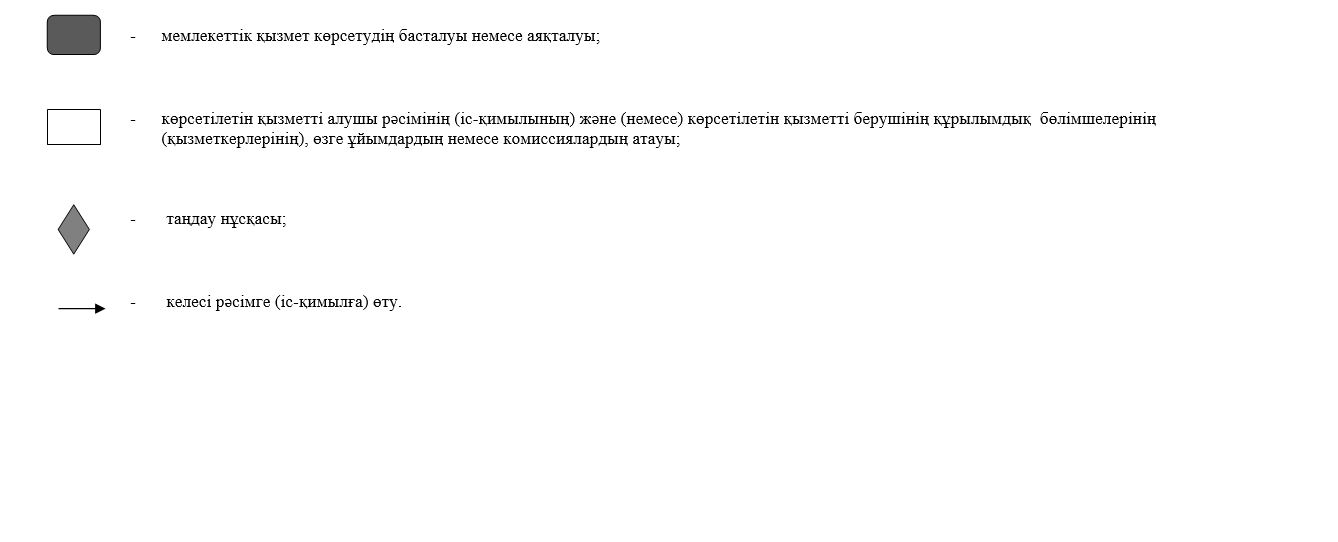 - мемлекеттік қызмет көрсетудің басталуы немесе аяқталуы;
- көрсетілетін қызметті алушы рәсімінің (іс-қимылының) және (немесе) көрсетілетін қызметті берушінің құрылымдық бөлімшелерінің
(қызметкерлерінің), өзге ұйымдардың немесе комиссиялардың атауы;
- таңдау нұсқасы;
- келесі рәсімге (іс-қимылға) өту.